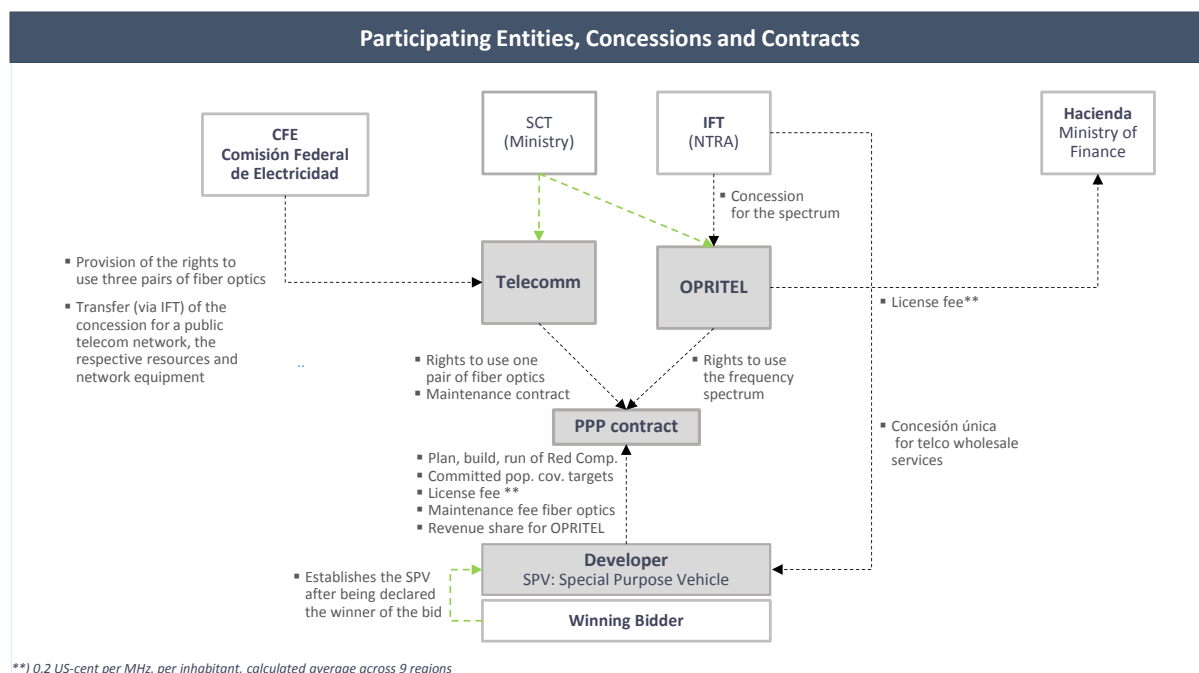 Participating Entities, Concessions and Contracts
CFE
Comisión Federal
de Electricidad
SCT
(Ministry)
IFT
(NTRA)
Hacienda
Ministry of
Finance
▪ Concession
for the spectrum
▪ Provision of the rights to
use three pairs of fiber optics
▪ Transfer (via IFT) of the
concession for a public
telecom network, the
respective resources and
network equipment
..
Telecomm
OPRITEL
▪ License fee**
▪ Rights to use one
pair of fiber optics
▪ Maintenance contract
▪ Rights to use
the frequency
spectrum
PPP contract
▪ Concesión única
for telco wholesale
services
▪ Plan, build, run of Red Comp.
▪ Committed pop. cov. targets
▪ License fee **
▪ Maintenance fee fiber optics
▪ Revenue share for OPRITEL
Developer
SPV: Special Purpose Vehicle
▪ Establishes the SPV
after being declared
the winner of the bid
Winning Bidder
**) 0.2 US-cent per MHz, per inhabitant, calculated average across 9 regions